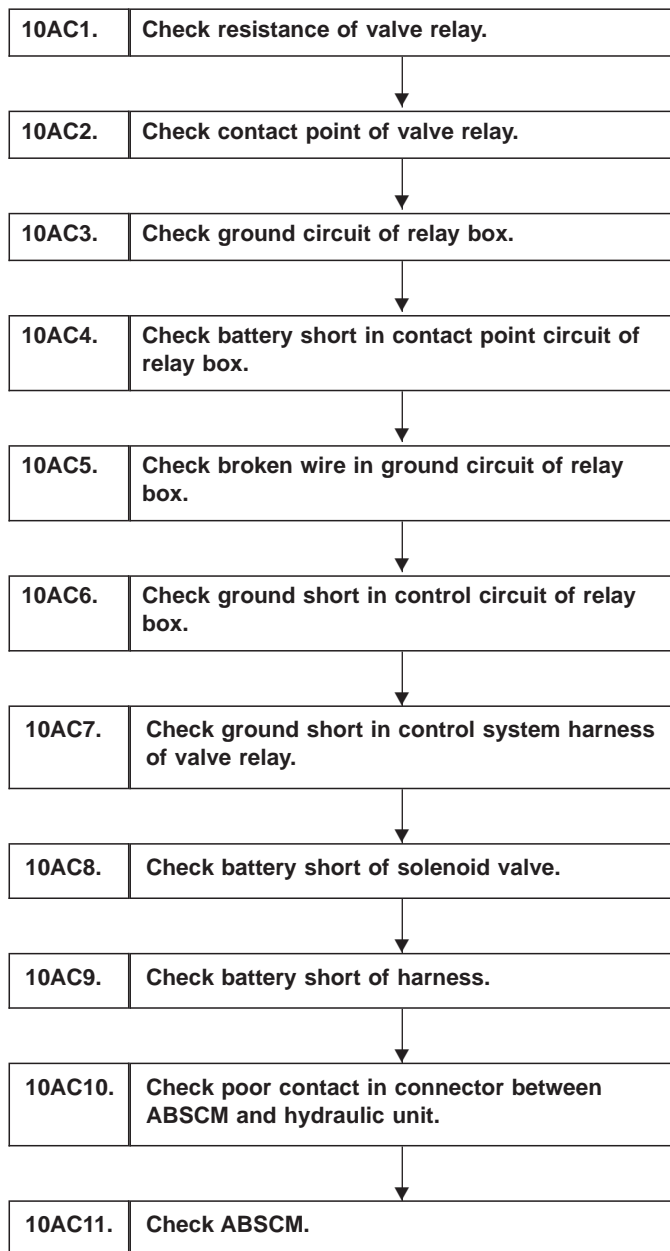 10AC1. Check resistance of valve relay.
10AC2. Check contact point of valve relay.
10AC3. Check ground circuit of relay box.
10AC4. Check battery short in contact point circuit of
relay box.
10AC5. Check broken wire in ground circuit of relay
box.
10AC6. Check ground short in control circuit of relay
box.
10AC7. Check ground short in control system harness
of valve relay.
10AC8. Check battery short of solenoid valve.
10AC9. Check battery short of harness.
10AC10. Check poor contact in connector between
ABSCM and hydraulic unit.
10AC11. Check ABSCM.